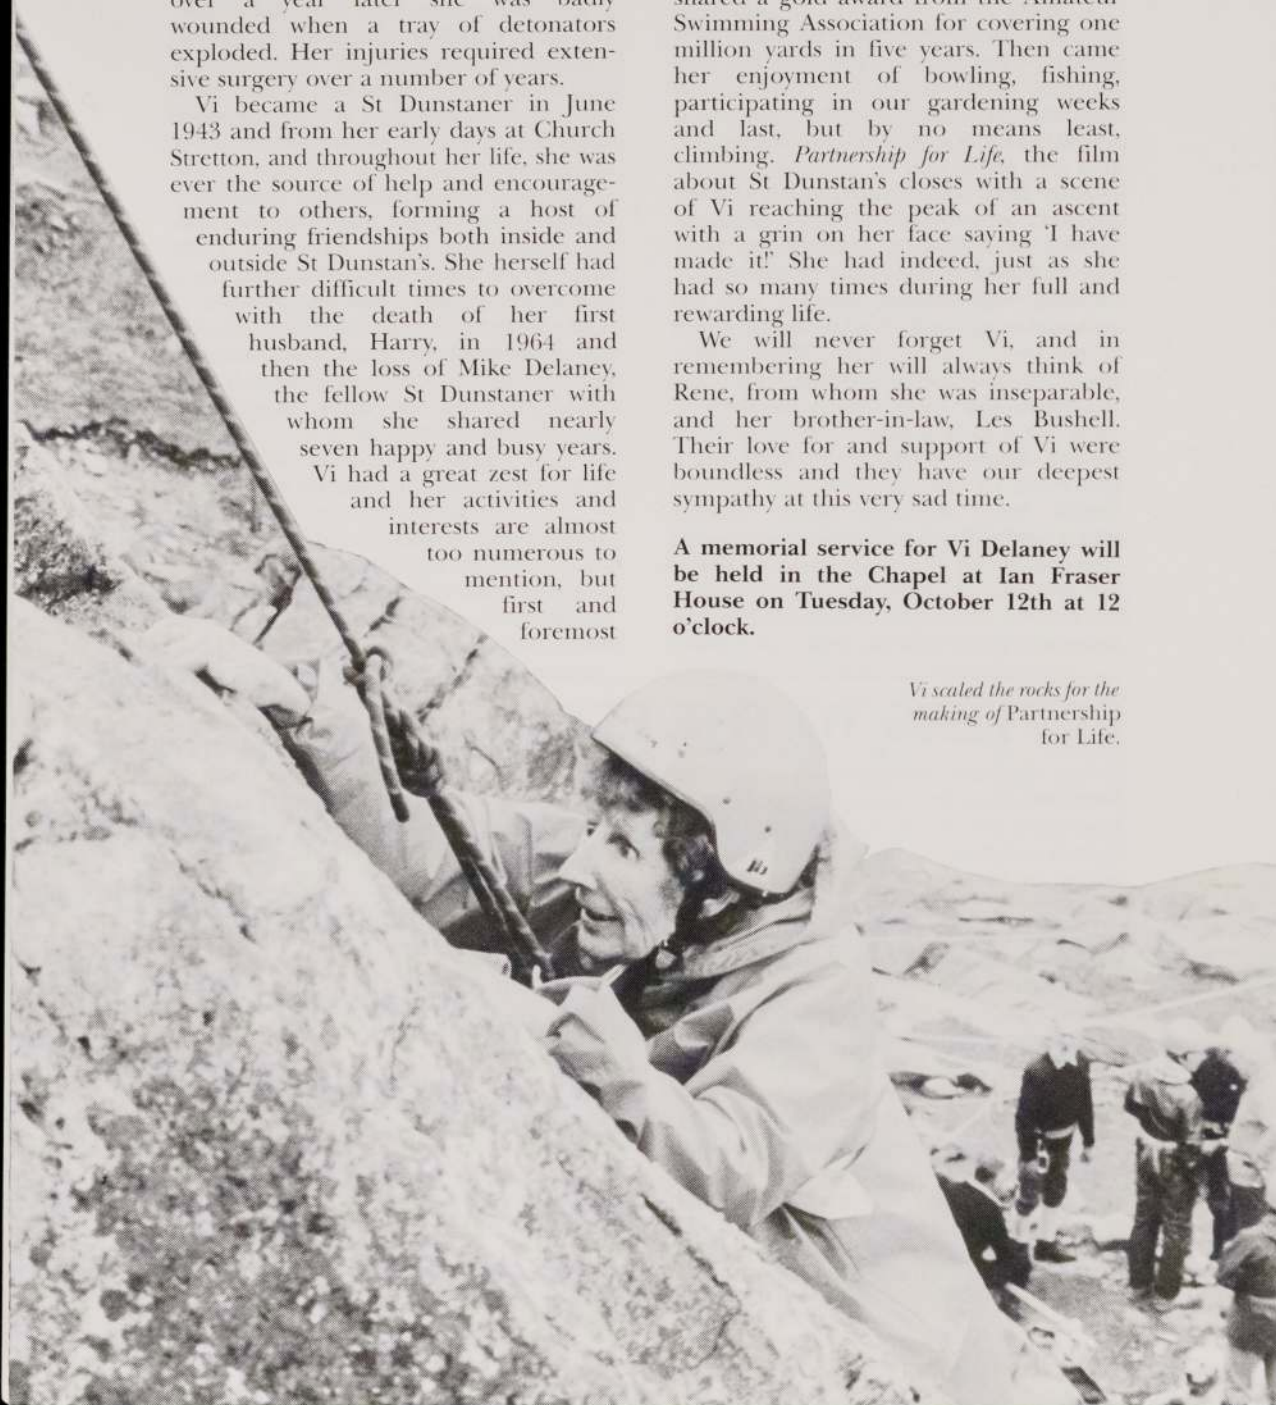 over a year later she was badly
wounded when a tray of detonators
exploded. Her injuries required exten-
sive surgery over a number of years.
Vi became a St Dunstaner in June
1943 and from her early days at Church
Stretton, and throughout her life, she was
ever the source of help and encourage-
ment to others, forming a host of
enduring friendships both inside and
outside St Dunstan's. She herself had
further difficult times to overcome
with the death of her first
husband, Harry, in 1964 and
then the loss of Mike Delaney,
the fellow St Dunstaner with
whom she shared nearly
seven happy and busy years.
Vi had a great zest for life
and her activities and
interests are almost
too numerous to
mention, but
first and
foremost
shared a gold award from the Amateur
Swimming Association for covering one
million yards in five years. Then came
her enjoyment of bowling, fishing,
participating in our gardening weeks
and last, but by no means least,
climbing. Partnership for Life, the film
about St Dunstan's closes with a scene
of Vi reaching the peak of an ascent
with a grin on her face saying 'I have
made it!' She had indeed, just as she
had so many times during her full and
rewarding life.
We will never forget Vi, and in
remembering her will always think of
Rene, from whom she was inseparable,
and her brother-in-law, Les Bushell.
Their love for and support of Vi were
boundless and they have our deepest
sympathy at this very sad time.
A memorial service for Vi Delaney will
be held in the Chapel at Ian Fraser
House on Tuesday, October 12th at 12
o'clock.
Vi scaled the rocks for the
making of Partnership
for Life.